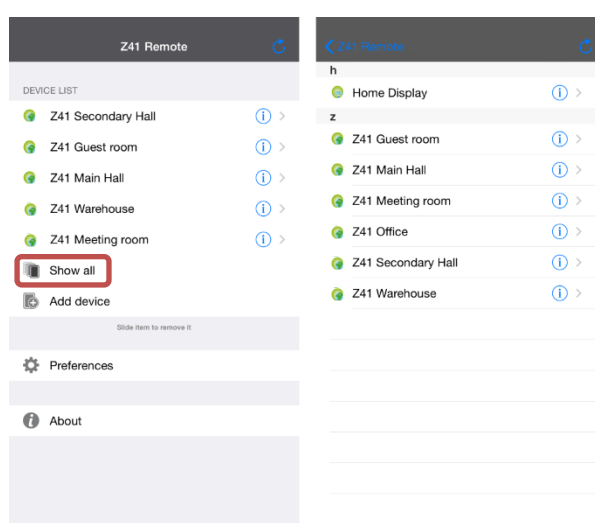 Z41 Remote
DEVICE LIST
Z41 Secondary Hall
Z41 Guest room
Z41 Main Hall
Z41 Warehouse
Z41 Meeting room
Show all
Add device
Slide item to remove it
Preferences
About
Z41 Remote
h
Home Display
z
Z41 Guest room
Z41 Main Hall
Z41 Meeting room
Z41 Office
Z41 Secondary Hall
Z41 Warehouse